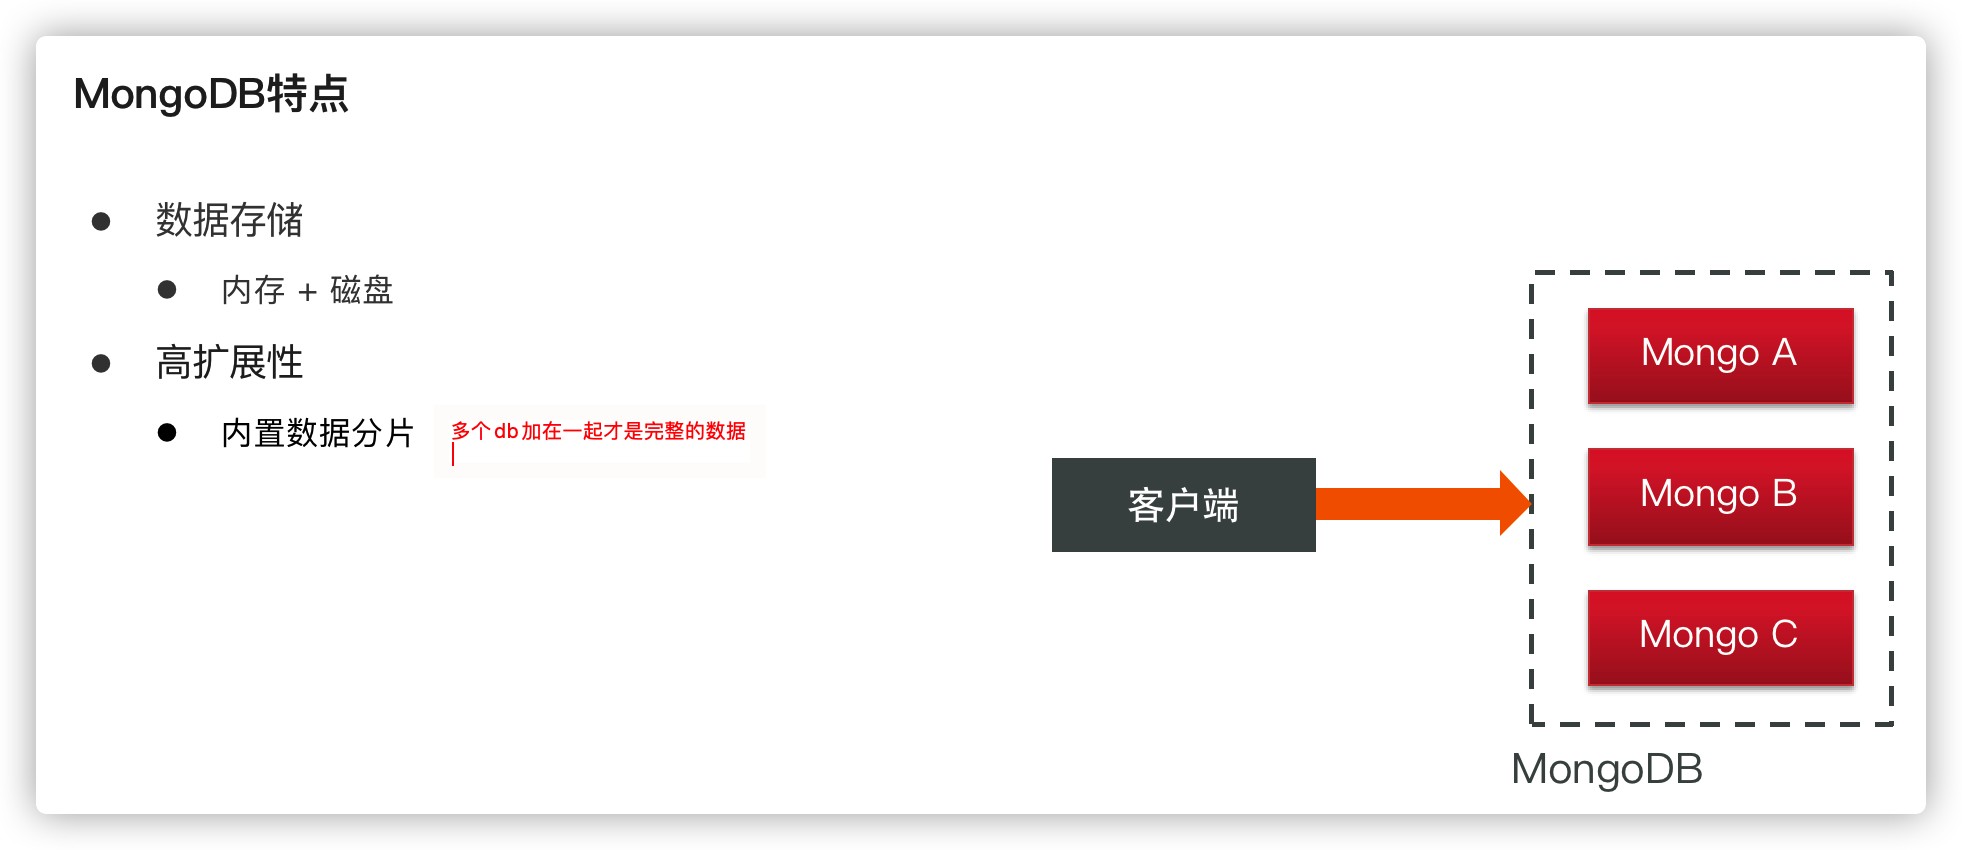 MongoDB特点
数据存储
内存 + 磁盘
高扩展性
内置数据分片
多个db加在一起才是完整的数据
客户端
Mongo A
Mongo B
Mongo C
MongoDB